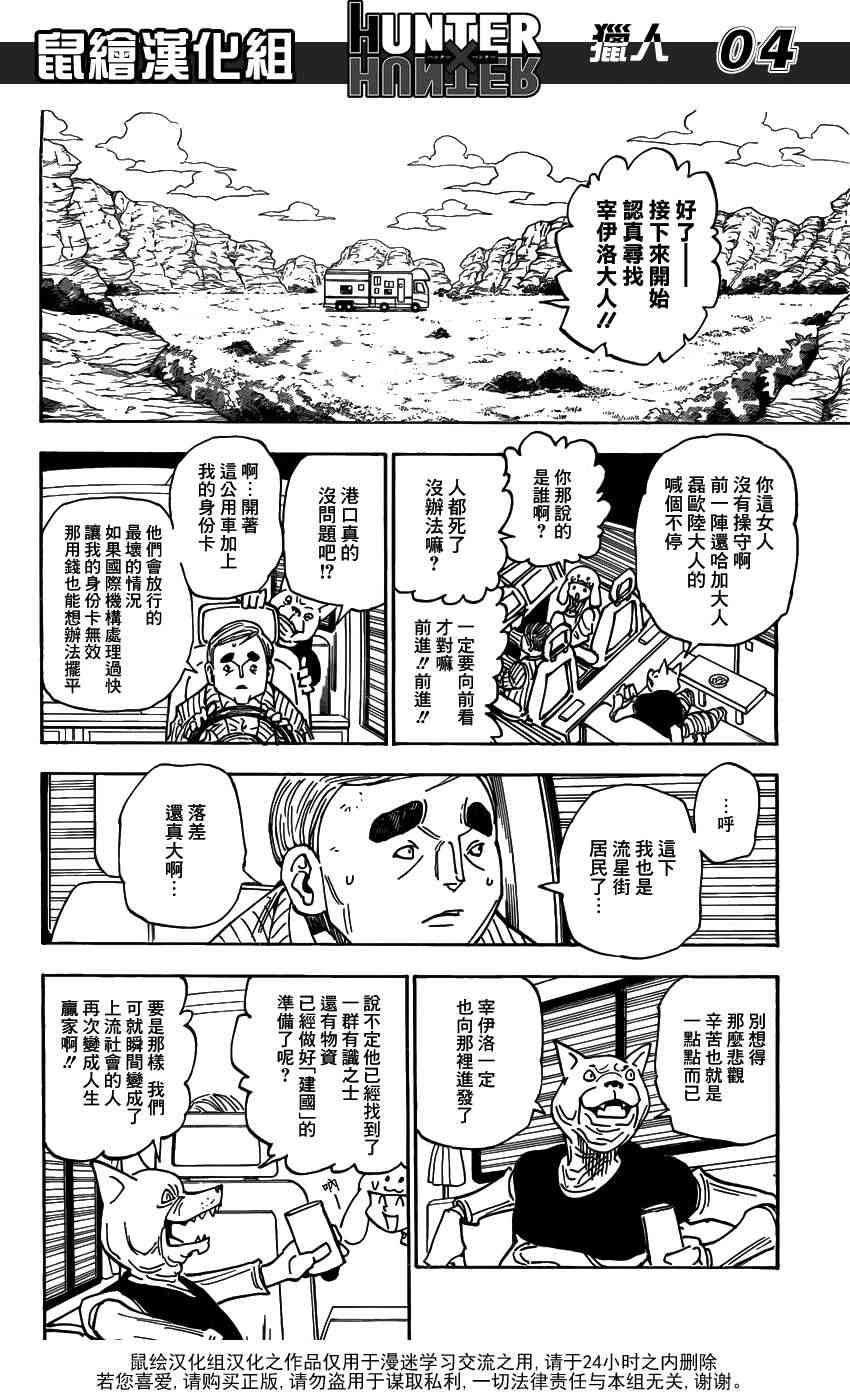 鼠繪漢化組
HUNTER
×
HUNTER
獵人
04
好了——
接下來開始
認真尋找
宰伊洛大人!!
你這女人
沒有操守啊
前一陣還哈加大人
磊歐陸大人的
喊個不停
你那說的
是誰啊?
人都死了
沒辦法嘛?
一定要向前看
才對嘛
前進!!前進!!
港口真的
沒問題吧!?
啊…開著
這公用車加上
我的身份卡
他們會放行的
最壞的情況
如果國際機構處理過快
讓我的身份卡無效
那用錢也能想辦法擺平
…呼
這下
我也是
流星街
居民了…
落差
還真大啊…
別想得
那麼悲觀
辛苦也就是
一點點而已
宰伊洛一定
也向那裡進發了
說不定他已經找到了
一群有識之士
還有物資
已經做好「建國」的
準備了呢?
要是那樣 我們
可就瞬間變成了
上流社會的人
再次變成人生
贏家啊!!
鼠绘汉化组汉化之作品仅用于漫迷学习交流之用, 请于24小时之内删除
若您喜爱, 请购买正版, 请勿盗用于谋取私利, 一切法律责任与本组无关, 谢谢。